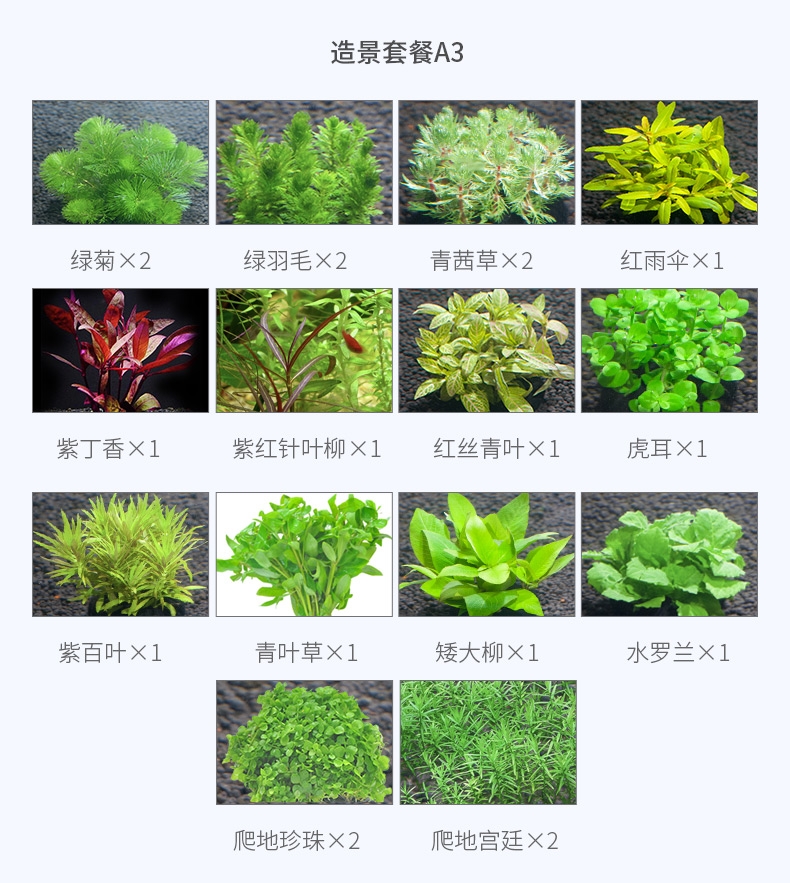 造景套餐A3
绿菊×2
绿羽毛×2
青茜草×2
红雨伞×1
紫丁香×1
紫红针叶柳×1
红丝青叶×1
虎耳×1
紫百叶×1
青叶草×1
矮大柳×1
水罗兰×1
爬地珍珠×2
爬地宫廷×2